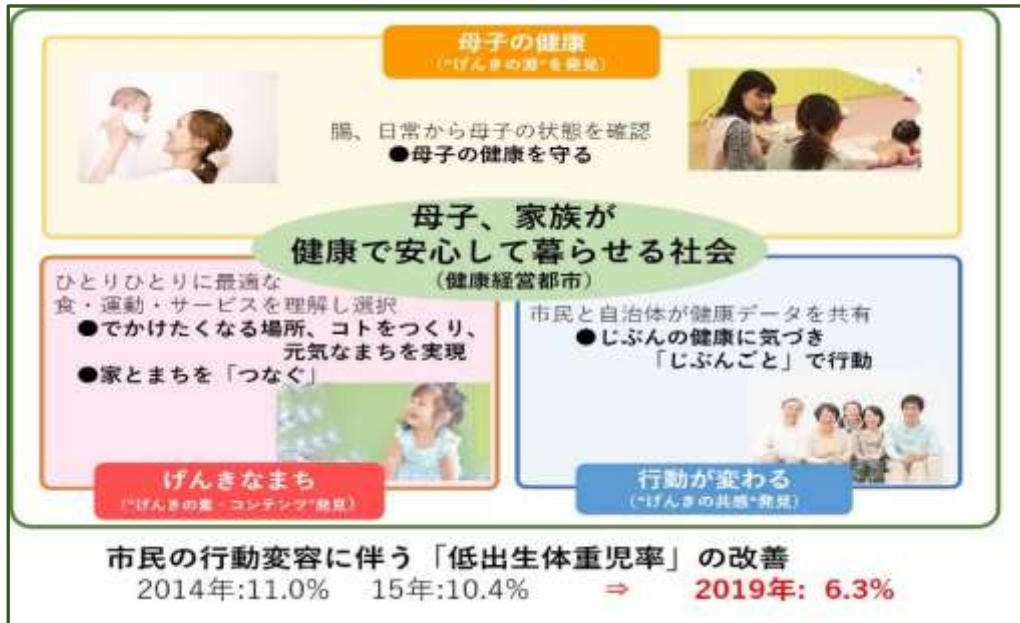 母子の健康
("げんきの源"を発見)
腸、日常から母子の状態を確認
●母子の健康を守る
母子、家族が
健康で安心して暮らせる社会
(健康経営都市)
ひとりひとりに最適な
食・運動・サービスを理解し選択
●でかけたくなる場所、コトをつくり、
元気なまちを実現
●家とまちを「つなぐ」
げんきなまち
("げんきの素・コンテンツ"発見)
市民と自治体が健康データを共有
●じぶんの健康に気づき
「じぶんごと」で行動
行動が変わる
("げんきの共感"発見)
市民の行動変容に伴う「低出生体重児率」の改善
2014年:11.0% 15年:10.4% ⇒ 2019年: 6.3%